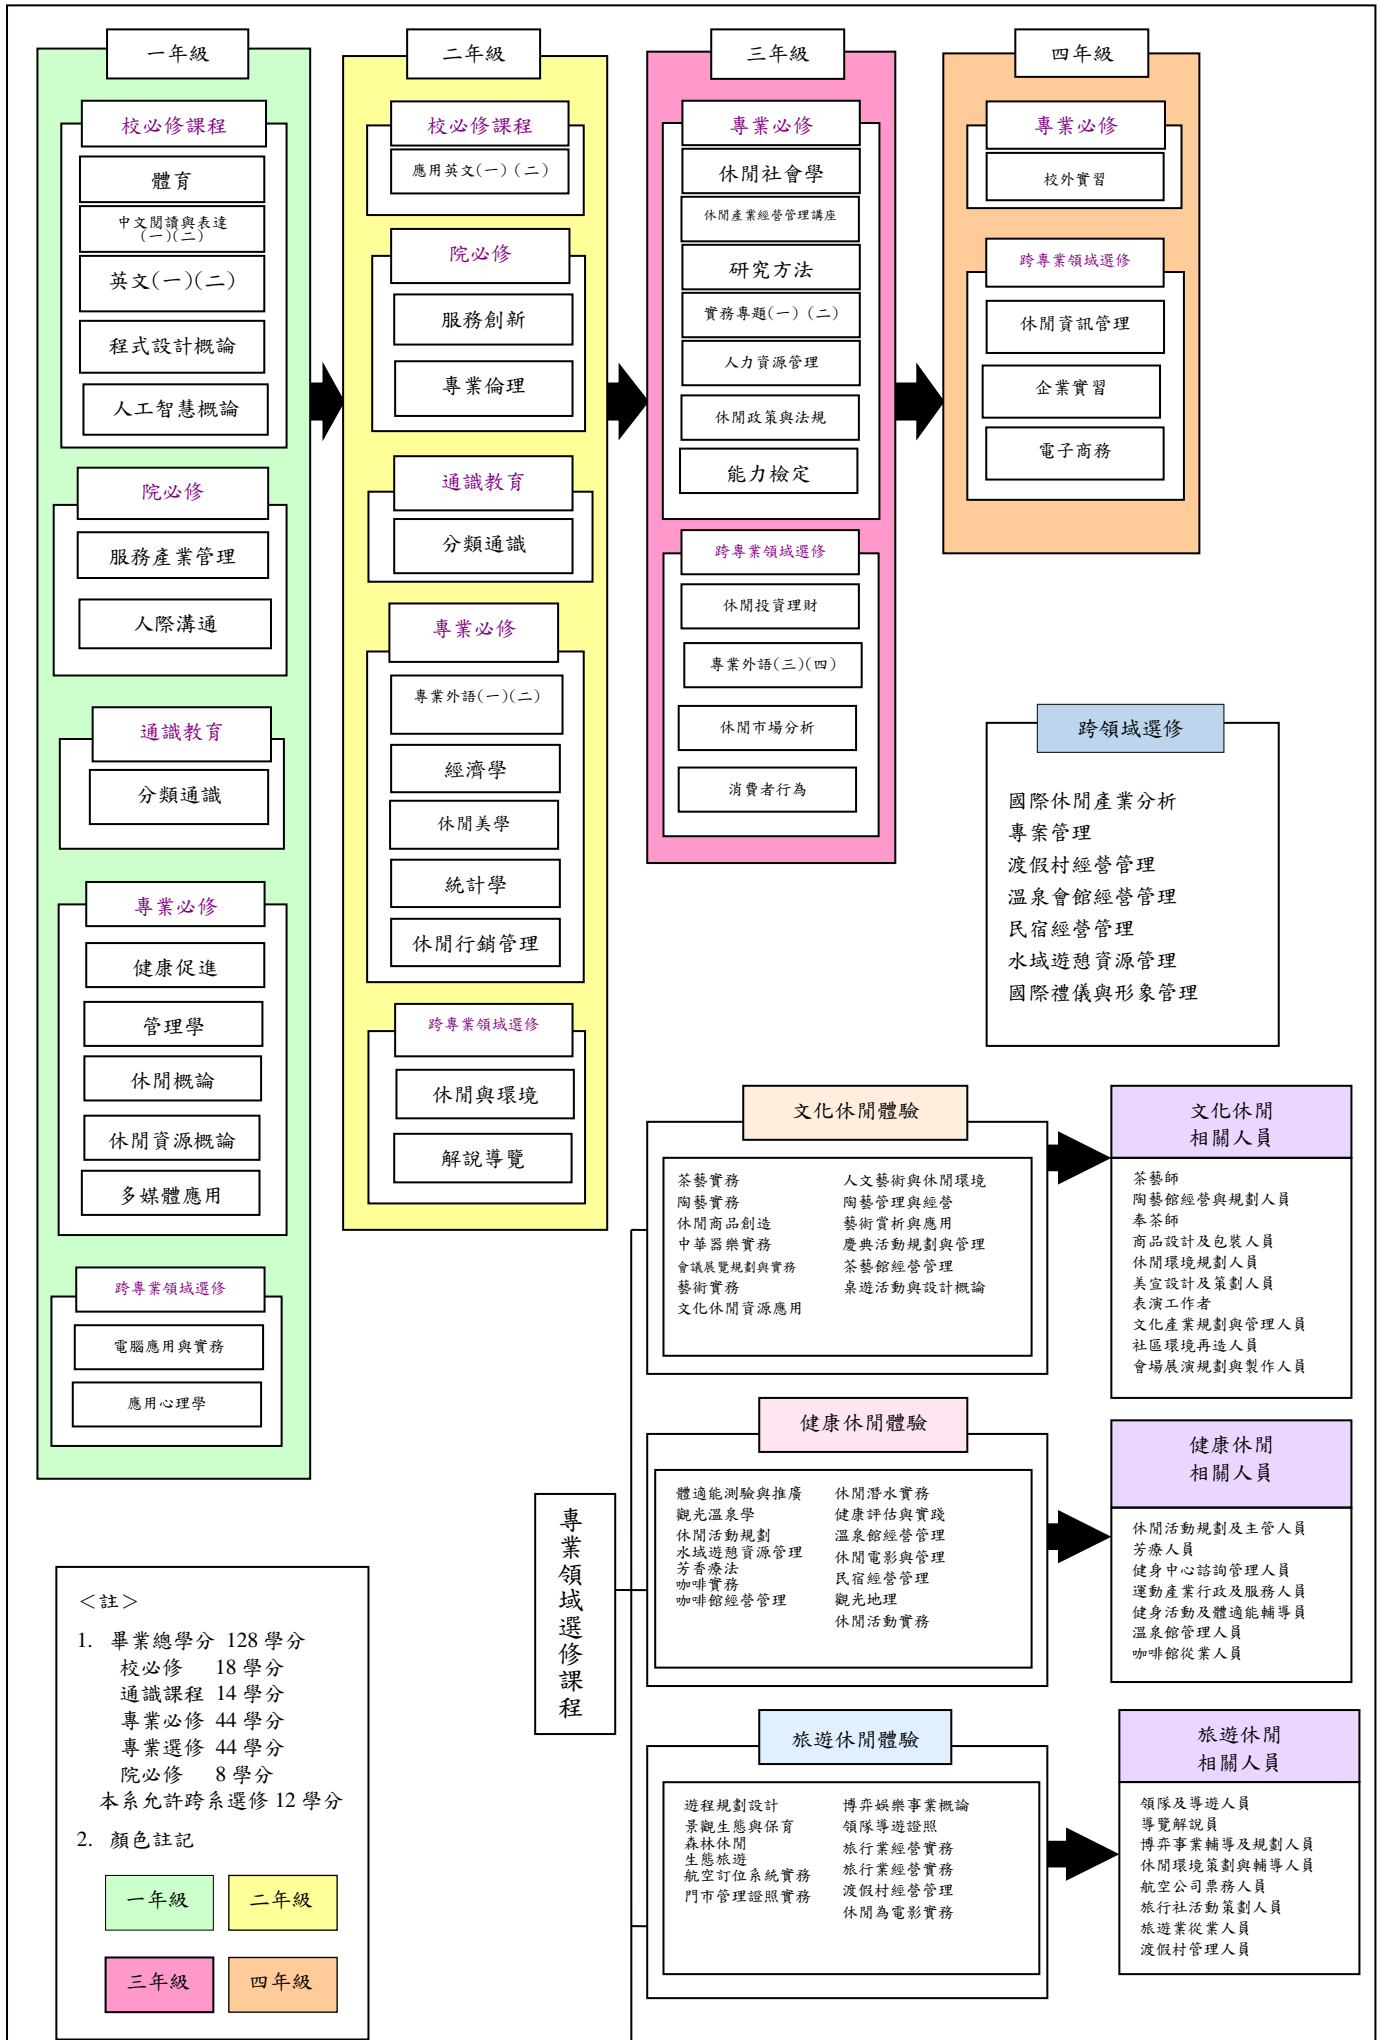 一年級
校必修課程
體育
中文閱讀與表達
(一)(二)
英文(一)(二)
程式設計概論
人工智慧概論
院必修
服務產業管理
人際溝通
通識教育
分類通識
專業必修
健康促進
管理學
休閒概論
休閒資源概論
多媒體應用
跨專業領域選修
電腦應用與實務
應用心理學
二年級
校必修課程
應用英文(一)(二)
院必修
服務創新
專業倫理
通識教育
分類通識
專業必修
專業外語(一)(二)
經濟學
休閒美學
統計學
休閒行銷管理
跨專業領域選修
休閒與環境
解說導覽
三年級
專業必修
休閒社會學
休閒產業經營管理講座
研究方法
實務專題(一)(二)
人力資源管理
休閒政策與法規
能力檢定
跨專業領域選修
休閒投資理財
專業外語(三)(四)
休閒市場分析
消費者行為
四年級
專業必修
校外實習
跨專業領域選修
休閒資訊管理
企業實習
電子商務
跨領域選修
國際休閒產業分析
專案管理
渡假村經營管理
溫泉會館經營管理
民宿經營管理
水域遊憩資源管理
國際禮儀與形象管理
專業領域選修課程
文化休閒體驗
茶藝實務
陶藝實務
休閒商品創造
中華器樂實務
會議展覽規劃與實務
藝術實務
文化休閒資源應用
人文藝術與休閒環境
陶藝管理與經營
藝術賞析與應用
慶典活動規劃與管理
茶藝館經營管理
桌遊活動與設計概論
文化休閒
相關人員
茶藝師
陶藝館經營與規劃人員
奉茶師
商品設計及包裝人員
休閒環境規劃人員
美宣設計及策劃人員
表演工作者
文化產業規劃與管理人員
社區環境再造人員
會場展演規劃與製作人員
健康休閒體驗
體適能測驗與推廣
觀光溫泉學
休閒活動規劃
水域遊憩資源管理
芳香療法
咖啡實務
咖啡館經營管理
休閒潛水實務
健康評估與實踐
溫泉館經營管理
休閒電影與管理
民宿經營管理
觀光地理
休閒活動實務
健康休閒
相關人員
休閒活動規劃及主管人員
芳療人員
健身中心諮詢管理人員
運動產業行政及服務人員
健身活動及體適能輔導員
溫泉館管理人員
咖啡館從業人員
旅遊休閒體驗
遊程規劃設計
景觀生態與保育
森林休閒
生態旅遊
航空訂位系統實務
門市管理證照實務
博弈娛樂事業概論
領隊導遊證照
旅行業經營實務
旅行業經營實務
渡假村經營管理
休閒為電影實務
旅遊休閒
相關人員
領隊及導遊人員
導覽解說員
博弈事業輔導及規劃人員
休閒環境策劃與輔導人員
航空公司票務人員
旅行社活動策劃人員
旅遊業從業人員
渡假村管理人員
＜註＞
1. 畢業總學分 128 學分
校必修 18 學分
通識課程 14 學分
專業必修 44 學分
專業選修 44 學分
院必修 8 學分
本系允許跨系選修 12 學分
2. 顏色註記
一年級 二年級
三年級 四年級